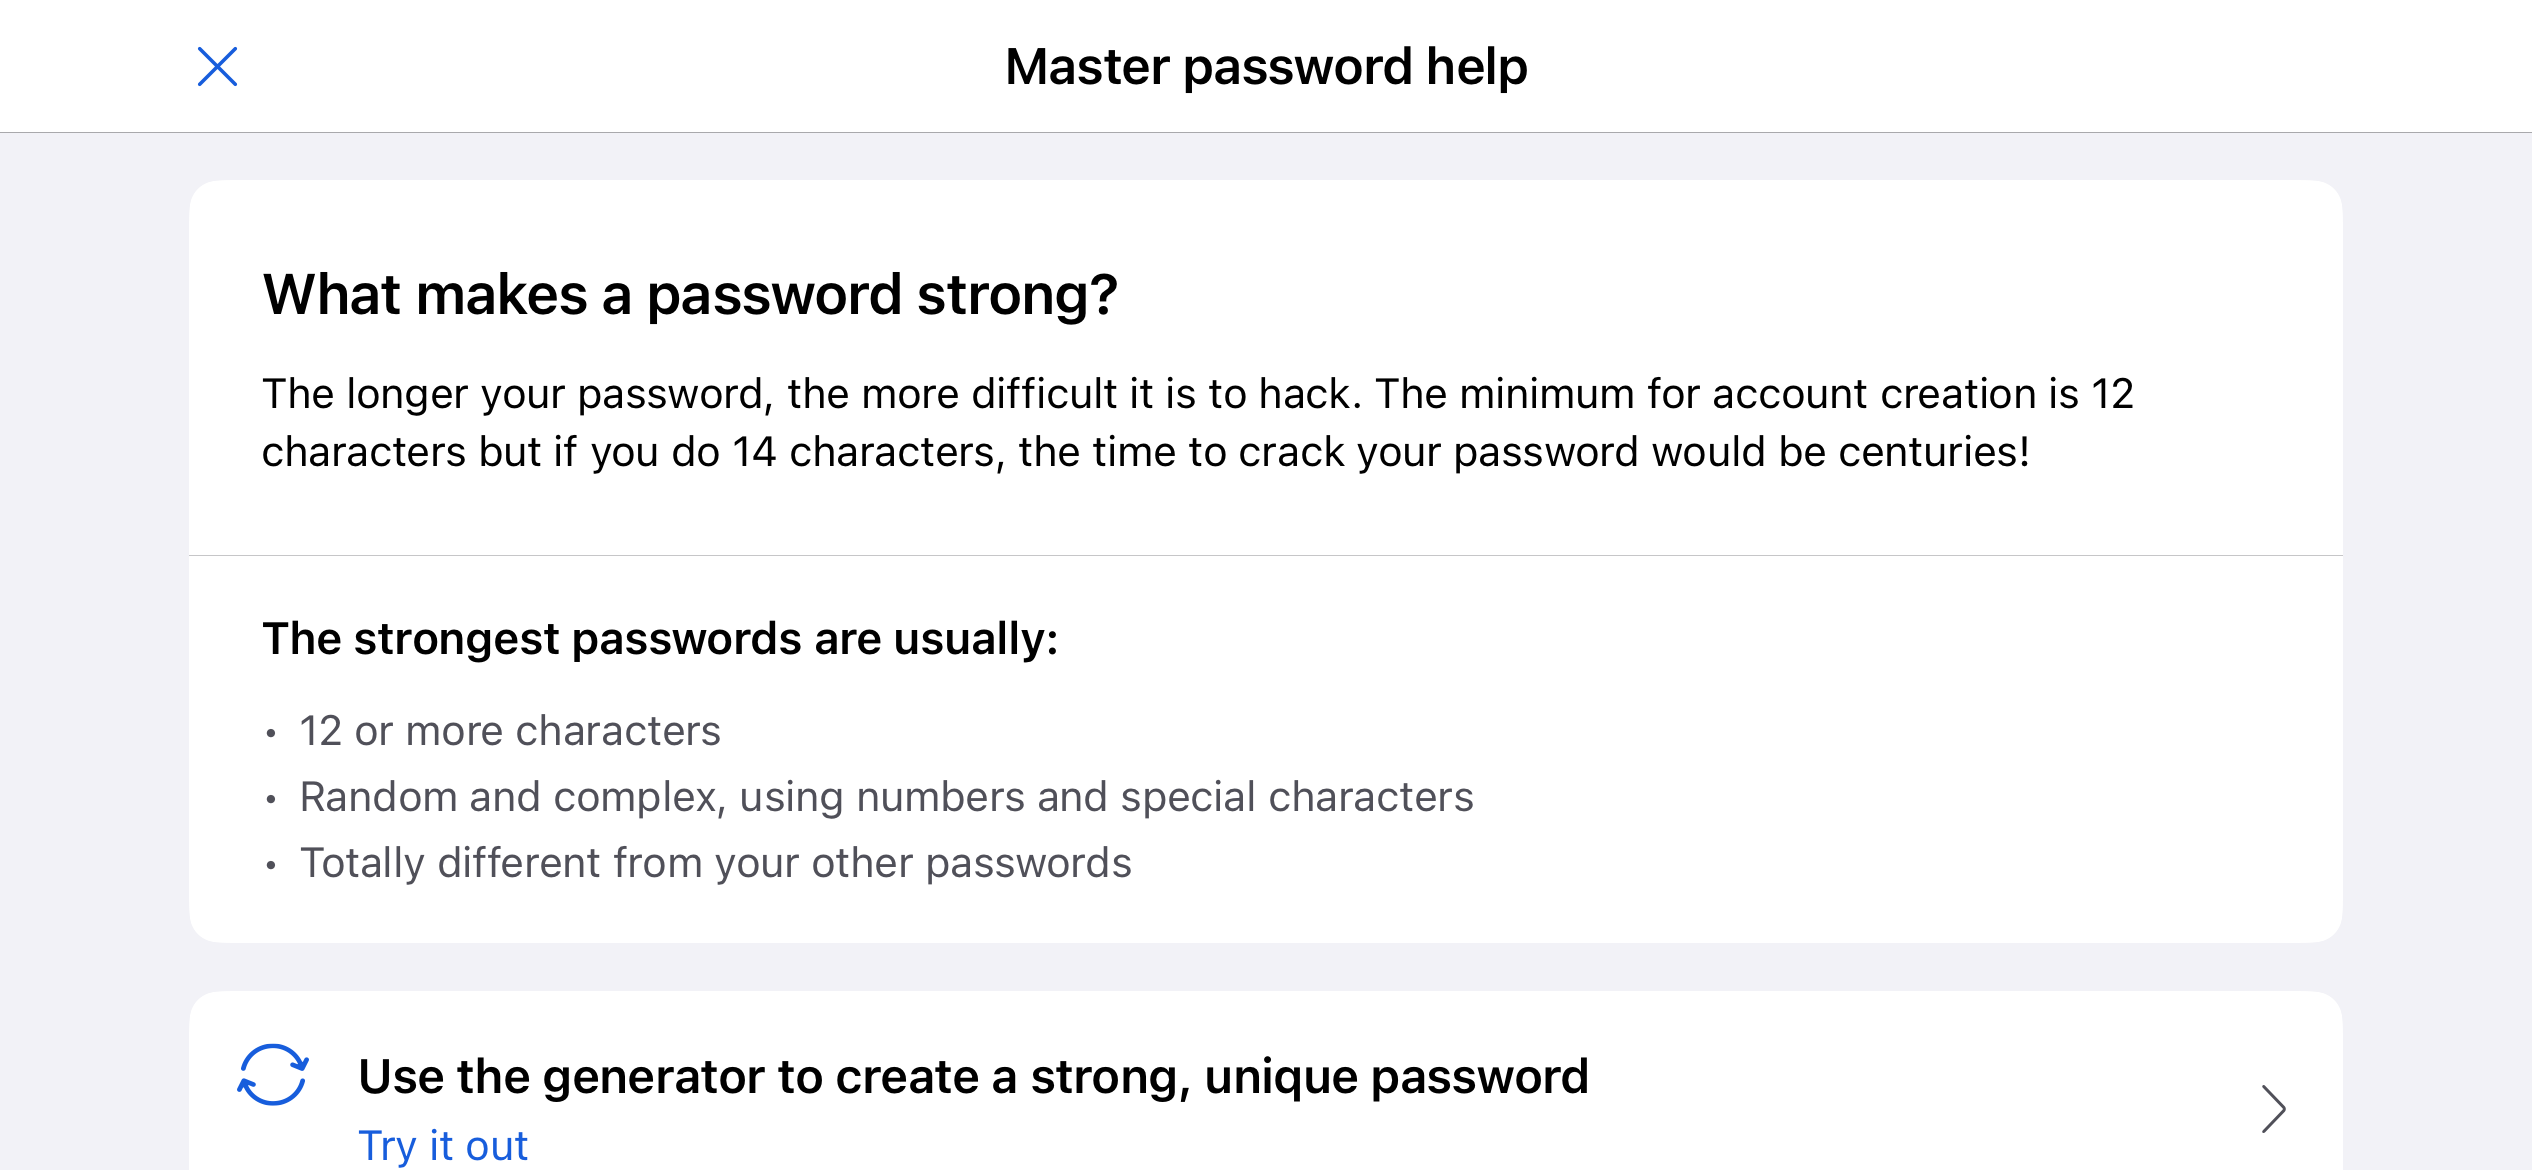 Master password help
What makes a password strong?
The longer your password, the more difficult it is to hack. The minimum for account creation is 12
characters but if you do 14 characters, the time to crack your password would be centuries!
The strongest passwords are usually:
• 12 or more characters
• Random and complex, using numbers and special characters
• Totally different from your other passwords
Use the generator to create a strong, unique password
Try it out